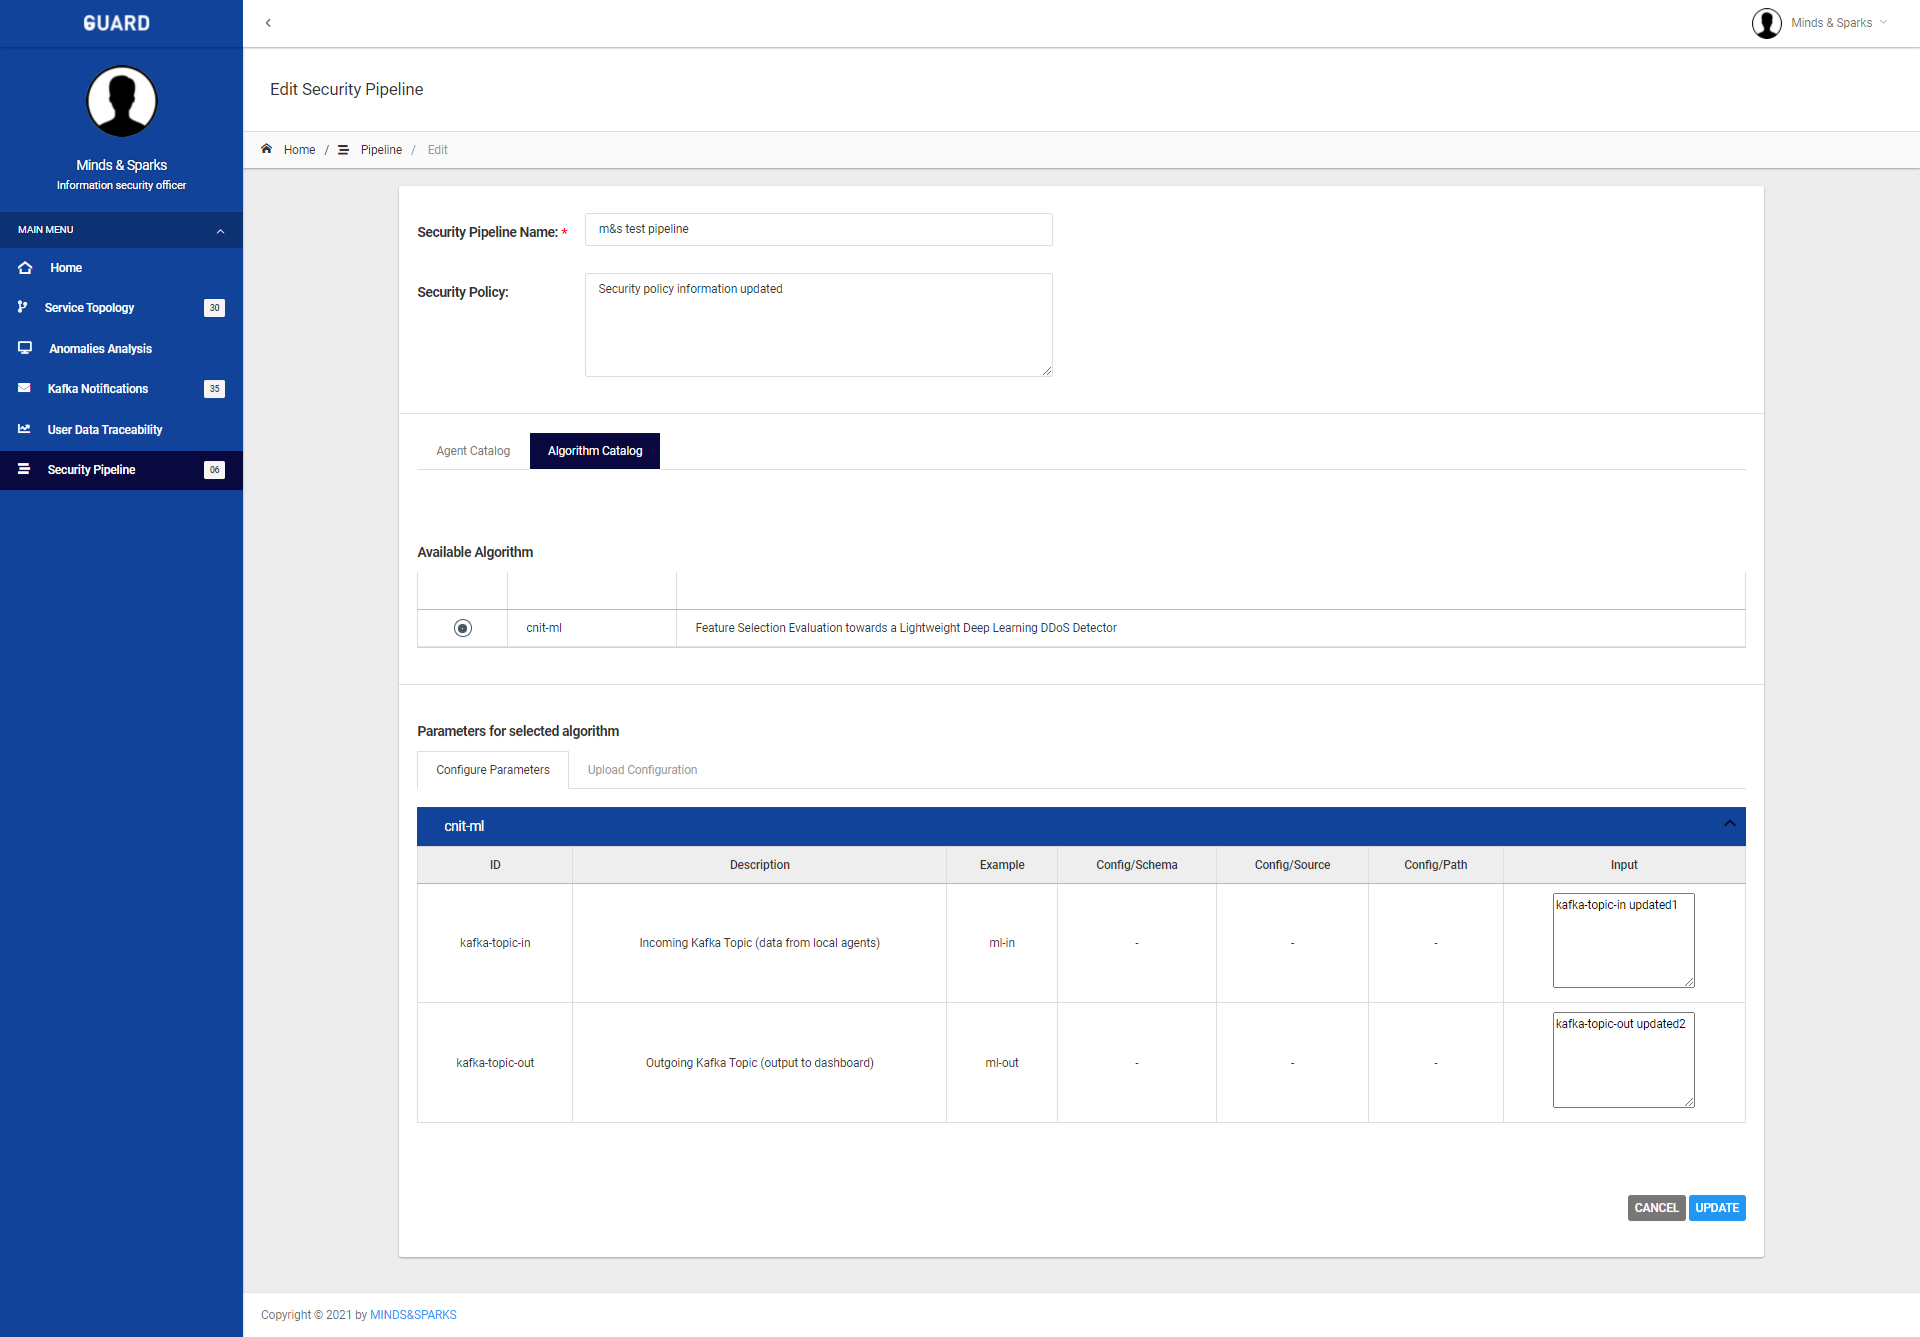 GUARD
Minds & Sparks
Minds & Sparks
Information security officer
MAIN MENU
Home
Service Topology 30
Anomalies Analysis
Kafka Notifications 35
User Data Traceability
Security Pipeline 06
Edit Security Pipeline
Home / Pipeline / Edit
Security Pipeline Name: * m&s test pipeline
Security Policy: Security policy information updated
Agent Catalog Algorithm Catalog
Available Algorithm
cnit-ml Feature Selection Evaluation towards a Lightweight Deep Learning DDoS Detector
Parameters for selected algorithm
Configure Parameters Upload Configuration
cnit-ml
ID Description Example Config/Schema Config/Source Config/Path Input
kafka-topic-in Incoming Kafka Topic (data from local agents) ml-in - - - kafka-topic-in updated1
kafka-topic-out Outgoing Kafka Topic (output to dashboard) ml-out - - - kafka-topic-out updated2
CANCEL UPDATE
Copyright © 2021 by MINDS&SPARKS